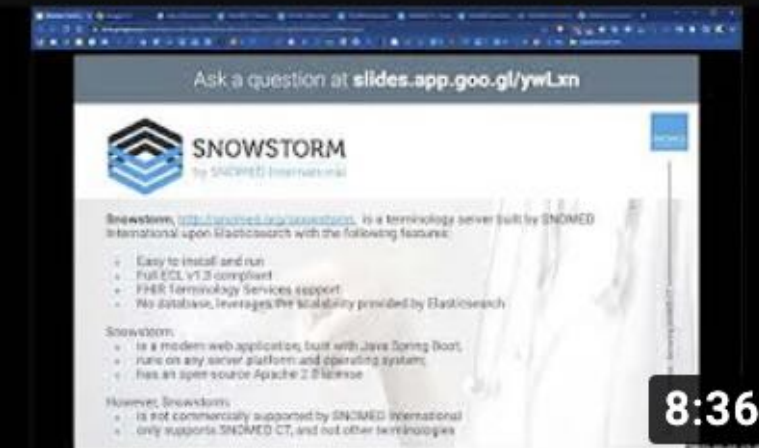 Ask a question at slides.app.goo.gl/ywLxn
SNOWSTORM
by SNOMED International
Snowstorm, http://snomed.org/snowstorm, is a terminology server built by SNOMED
International upon Elasticsearch with the following features:
Easy to install and run
Full ECL v1.3 compliant
FHIR Terminology Services support
No database, leverages the scalability provided by Elasticsearch
Snowstorm:
is a modern web application, built with Java Spring Boot,
runs on any server platform and operating system,
has an open source Apache 2.0 license
However, Snowstorm:
is not commercially supported by SNOMED International
only supports SNOMED CT, and not other terminologies
8:36